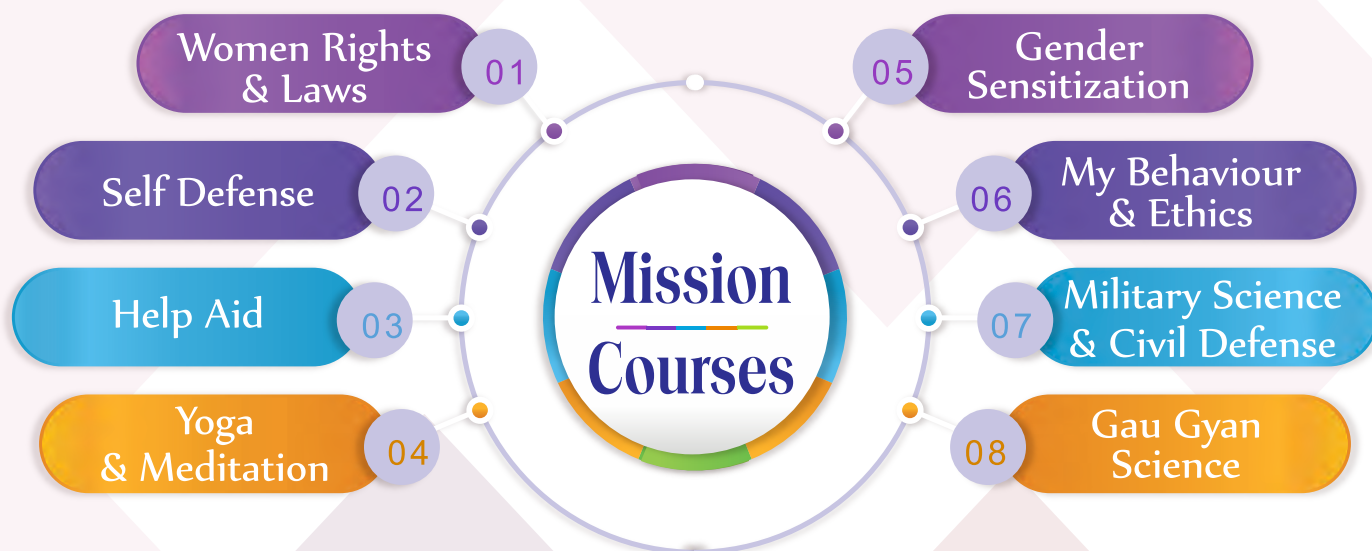 Women Rights
& Laws
01
Self Defense
02
Help Aid
03
Yoga
& Meditation
04
Mission
Courses
05
Gender
Sensitization
06
My Behaviour
& Ethics
07
Military Science
& Civil Defense
08
Gau Gyan
Science